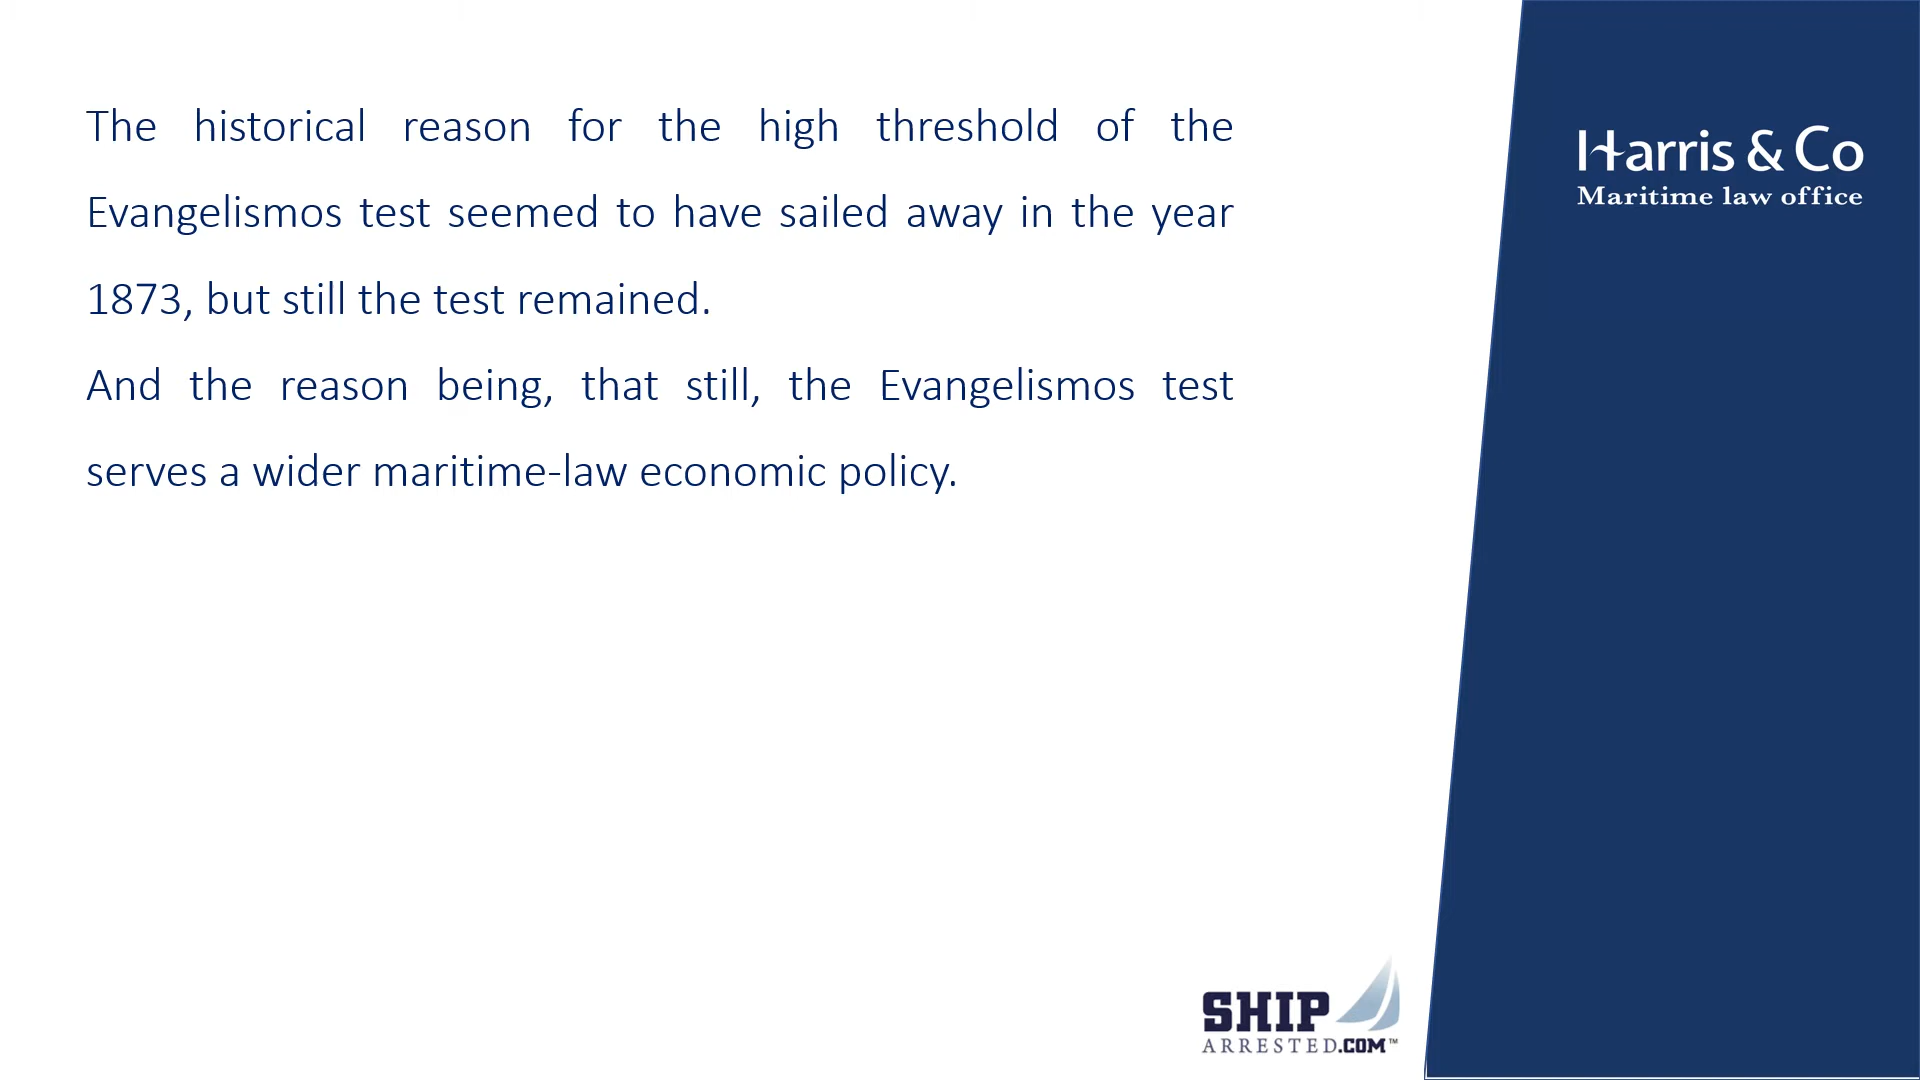 The historical reason for the high threshold of the
Evangelismos test seemed to have sailed away in the year
1873, but still the test remained.
And the reason being, that still, the Evangelismos test
serves a wider maritime-law economic policy.
Harris & Co
Maritime law office
SHIP
ARRESTED.COM™